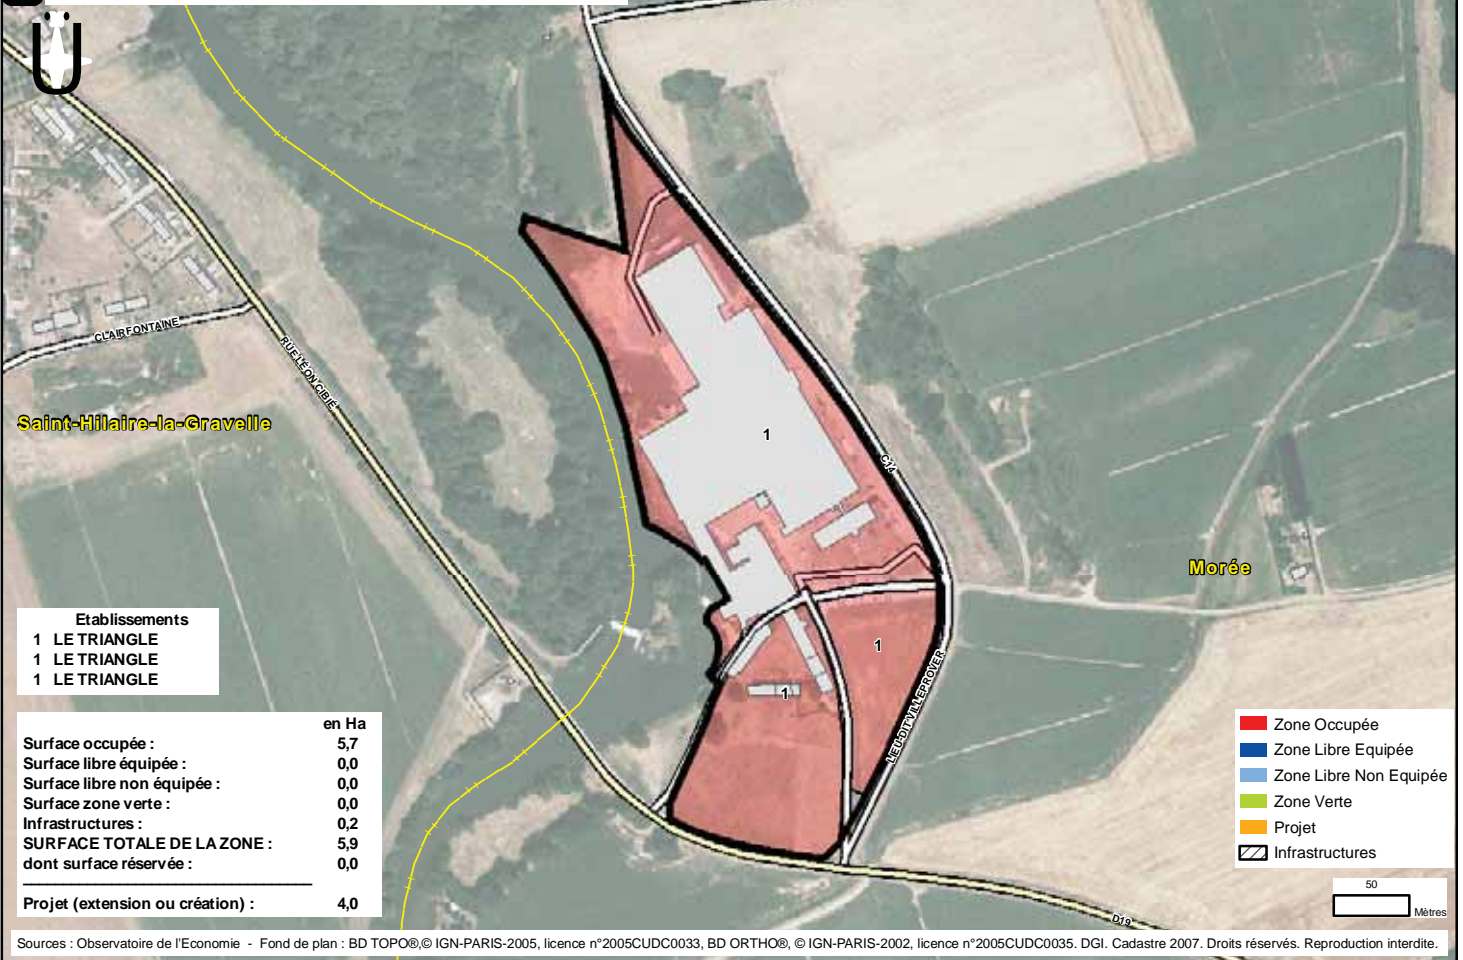 Ü
CLAIRFONTAINE
RUE LÉON CIBIÉ
Saint-Hilaire-la-Gravelle
1
C14
Morée
1
1
LIEU-DIT VILLEPROVER
D19
Etablissements
1 LE TRIANGLE
1 LE TRIANGLE
1 LE TRIANGLE
en Ha
Surface occupée : 5,7
Surface libre équipée : 0,0
Surface libre non équipée : 0,0
Surface zone verte : 0,0
Infrastructures : 0,2
SURFACE TOTALE DE LA ZONE : 5,9
dont surface réservée : 0,0
Projet (extension ou création) : 4,0
Zone Occupée
Zone Libre Equipée
Zone Libre Non Equipée
Zone Verte
Projet
Infrastructures
50
Mètres
Sources : Observatoire de l'Economie - Fond de plan : BD TOPO®,© IGN-PARIS-2005, licence n°2005CUDC0033, BD ORTHO®, © IGN-PARIS-2002, licence n°2005CUDC0035. DGI. Cadastre 2007. Droits réservés. Reproduction interdite.